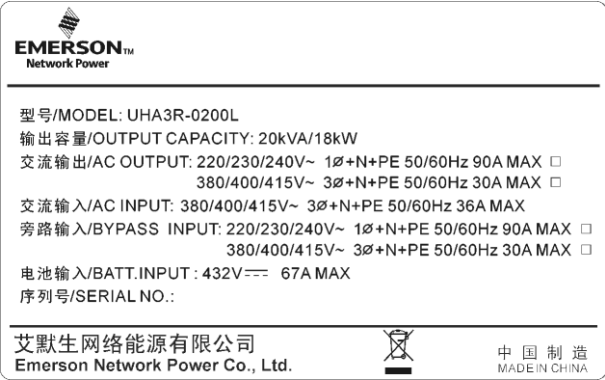 EMERSON™
Network Power
型号/MODEL: UHA3R-0200L
输出容量/OUTPUT CAPACITY: 20kVA/18kW
交流输出/AC OUTPUT: 220/230/240V~ 1ø+N+PE 50/60Hz 90A MAX □
380/400/415V~ 3ø+N+PE 50/60Hz 30A MAX □
交流输入/AC INPUT: 380/400/415V~ 3ø+N+PE 50/60Hz 36A MAX
旁路输入/BYPASS INPUT: 220/230/240V~ 1ø+N+PE 50/60Hz 90A MAX □
380/400/415V~ 3ø+N+PE 50/60Hz 30A MAX □
电池输入/BATT.INPUT : 432V⎓ 67A MAX
序列号/SERIAL NO.:
艾默生网络能源有限公司
Emerson Network Power Co., Ltd.
中国制造
MADE IN CHINA